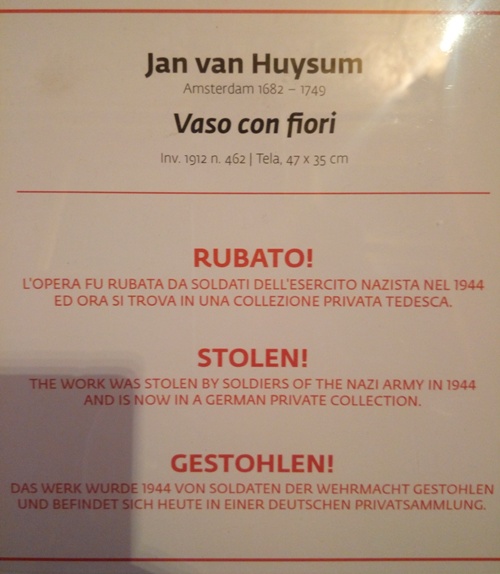 Jan van Huysum
Amsterdam 1682 – 1749
Vaso con fiori
Inv. 1912 n. 462 | Tela, 47 x 35 cm
RUBATO!
L'OPERA FU RUBATA DA SOLDATI DELL'ESERCITO NAZISTA NEL 1944
ED ORA SI TROVA IN UNA COLLEZIONE PRIVATA TEDESCA.
STOLEN!
THE WORK WAS STOLEN BY SOLDIERS OF THE NAZI ARMY IN 1944
AND IS NOW IN A GERMAN PRIVATE COLLECTION.
GESTOHLEN!
DAS WERK WURDE 1944 VON SOLDATEN DER WEHRMACHT GESTOHLEN
UND BEFINDET SICH HEUTE IN EINER DEUTSCHEN PRIVATSAMMLUNG.